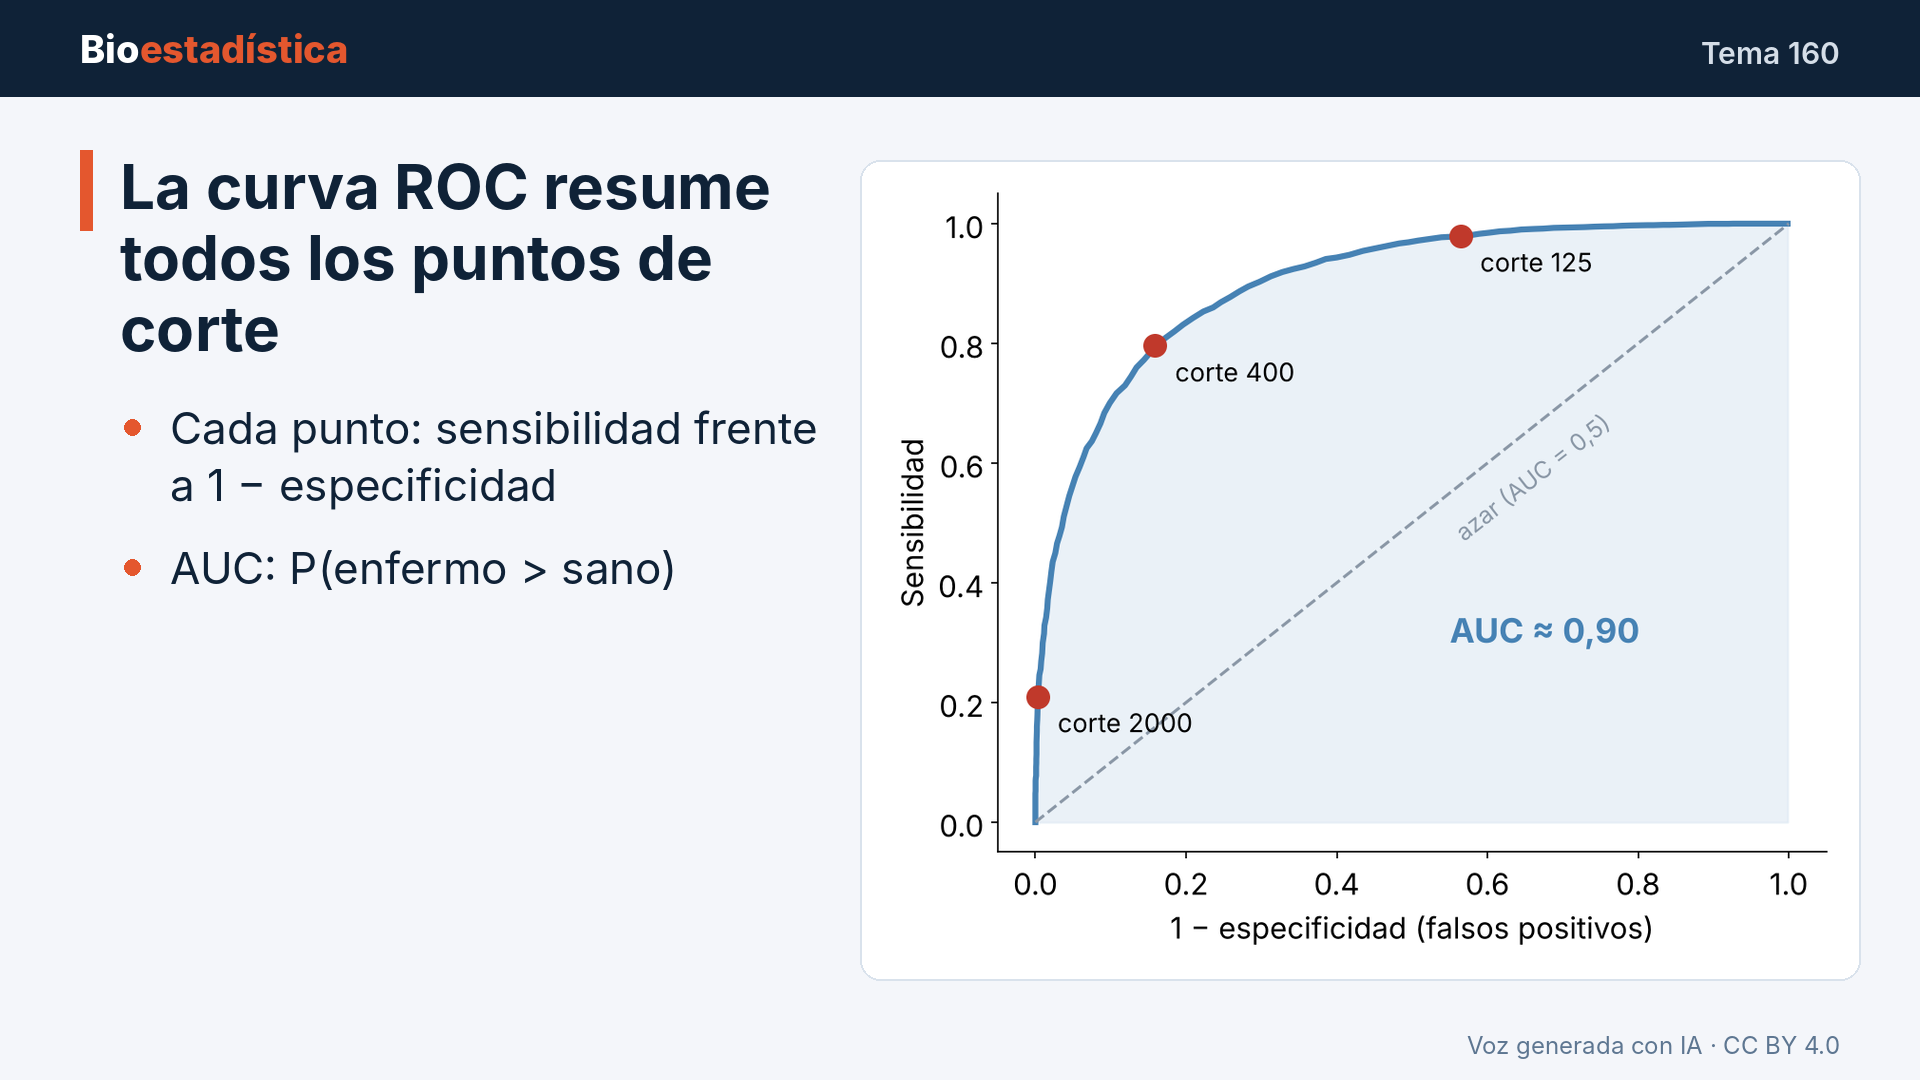 Bioestadística
Tema 160
La curva ROC resume
todos los puntos de
corte
Cada punto: sensibilidad frente
a 1 − especificidad
AUC: P(enfermo > sano)
Sensibilidad
1.0
0.8
0.6
0.4
0.2
0.0
corte 125
corte 400
azar (AUC = 0,5)
AUC ≈ 0,90
corte 2000
0.0 0.2 0.4 0.6 0.8 1.0
1 − especificidad (falsos positivos)
Voz generada con IA · CC BY 4.0